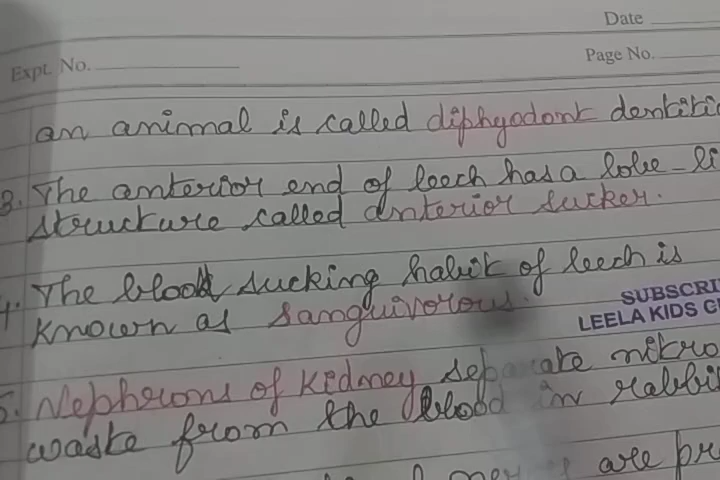 Date
Expt. No.
Page No.
an animal is called diphyodont
3. The anterior end of leech has a lobe-li
structure called anterior sucker.
4. The blood sucking habit of leech is
known as Sanguivorous.
SUBSCRI
LEELA KIDS
5. Nephrons of kidney separate nitro
waste from the blood in rabbi
are pr